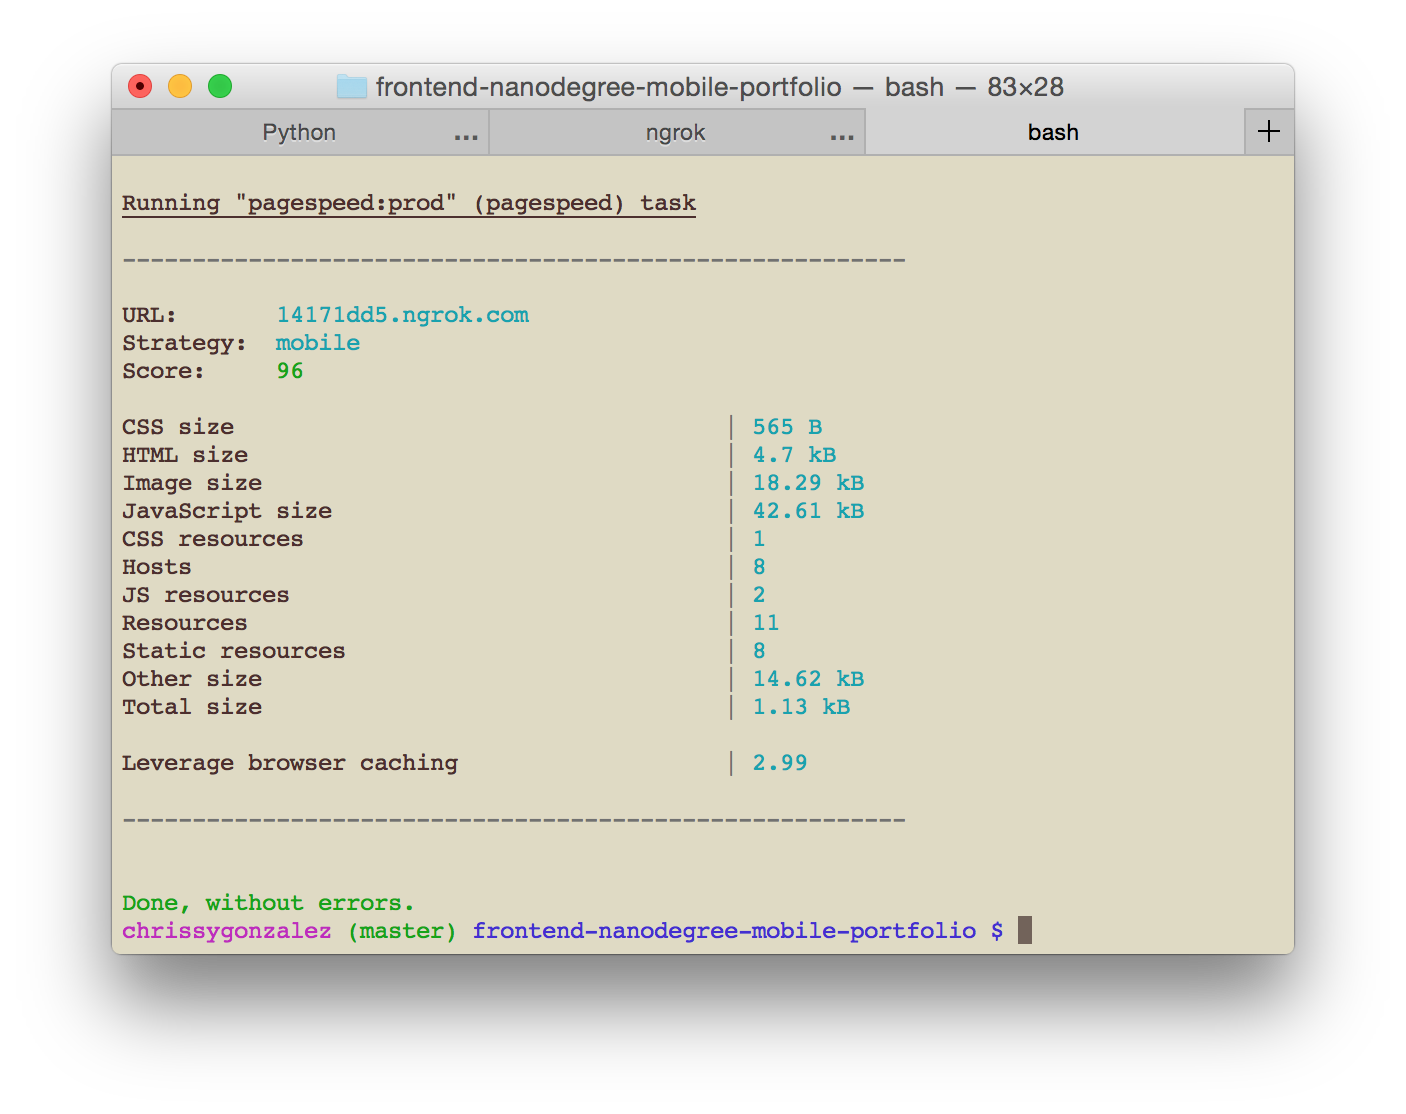 frontend-nanodegree-mobile-portfolio — bash — 83×28
Python ... ngrok ... bash +
Running "pagespeed:prod" (pagespeed) task
--------------------------------------------------------
URL: 14171dd5.ngrok.com
Strategy: mobile
Score: 96
CSS size | 565 B
HTML size | 4.7 kB
Image size | 18.29 kB
JavaScript size | 42.61 kB
CSS resources | 1
Hosts | 8
JS resources | 2
Resources | 11
Static resources | 8
Other size | 14.62 kB
Total size | 1.13 kB
Leverage browser caching | 2.99
--------------------------------------------------------
Done, without errors.
chrissygonzalez (master) frontend-nanodegree-mobile-portfolio $